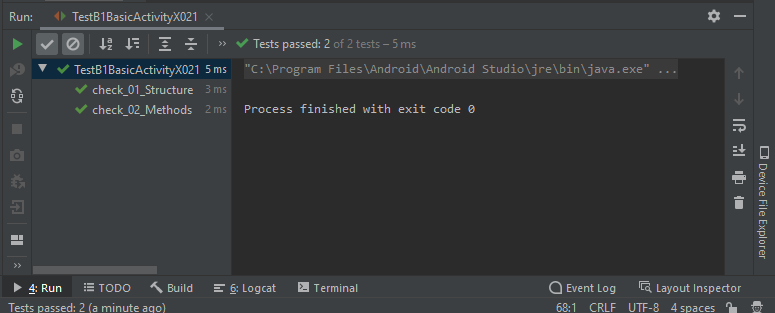 Run: TestB1BasicActivityX021 ×
>> Tests passed: 2 of 2 tests – 5 ms
TestB1BasicActivityX021 5 ms
check_01_Structure 3 ms
check_02_Methods 2 ms
"C:\Program Files\Android\Android Studio\jre\bin\java.exe" ...
Process finished with exit code 0
Device File Explorer
>>
4: Run TODO Build 6: Logcat Terminal Event Log Layout Inspector
Tests passed: 2 (a minute ago) 68:1 CRLF UTF-8 4 spaces